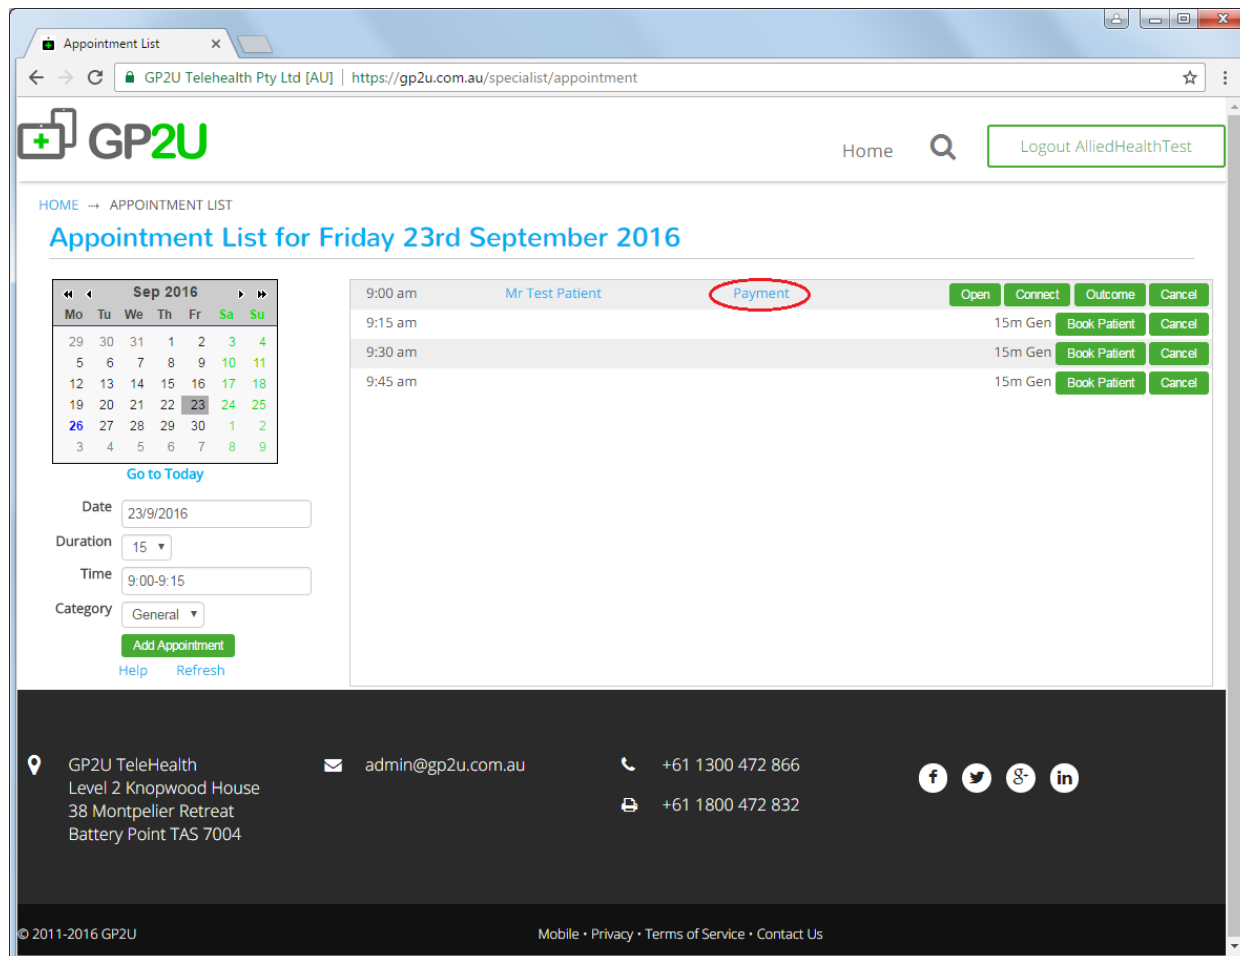 Appointment List
GP2U Telehealth Pty Ltd [AU] | https://gp2u.com.au/specialist/appointment
GP2U
Home
Logout AlliedHealthTest
HOME ⤏ APPOINTMENT LIST
Appointment List for Friday 23rd September 2016
Sep 2016
Mo Tu We Th Fr Sa Su
29 30 31 1 2 3 4
5 6 7 8 9 10 11
12 13 14 15 16 17 18
19 20 21 22 23 24 25
26 27 28 29 30 1 2
3 4 5 6 7 8 9
Go to Today
Date 23/9/2016
Duration 15
Time 9:00-9:15
Category General
Add Appointment
Help Refresh
9:00 am Mr Test Patient Payment Open Connect Outcome Cancel
9:15 am 15m Gen Book Patient Cancel
9:30 am 15m Gen Book Patient Cancel
9:45 am 15m Gen Book Patient Cancel
GP2U TeleHealth
Level 2 Knopwood House
38 Montpelier Retreat
Battery Point TAS 7004
admin@gp2u.com.au
+61 1300 472 866
+61 1800 472 832
f g+ in
© 2011-2016 GP2U
Mobile • Privacy • Terms of Service • Contact Us